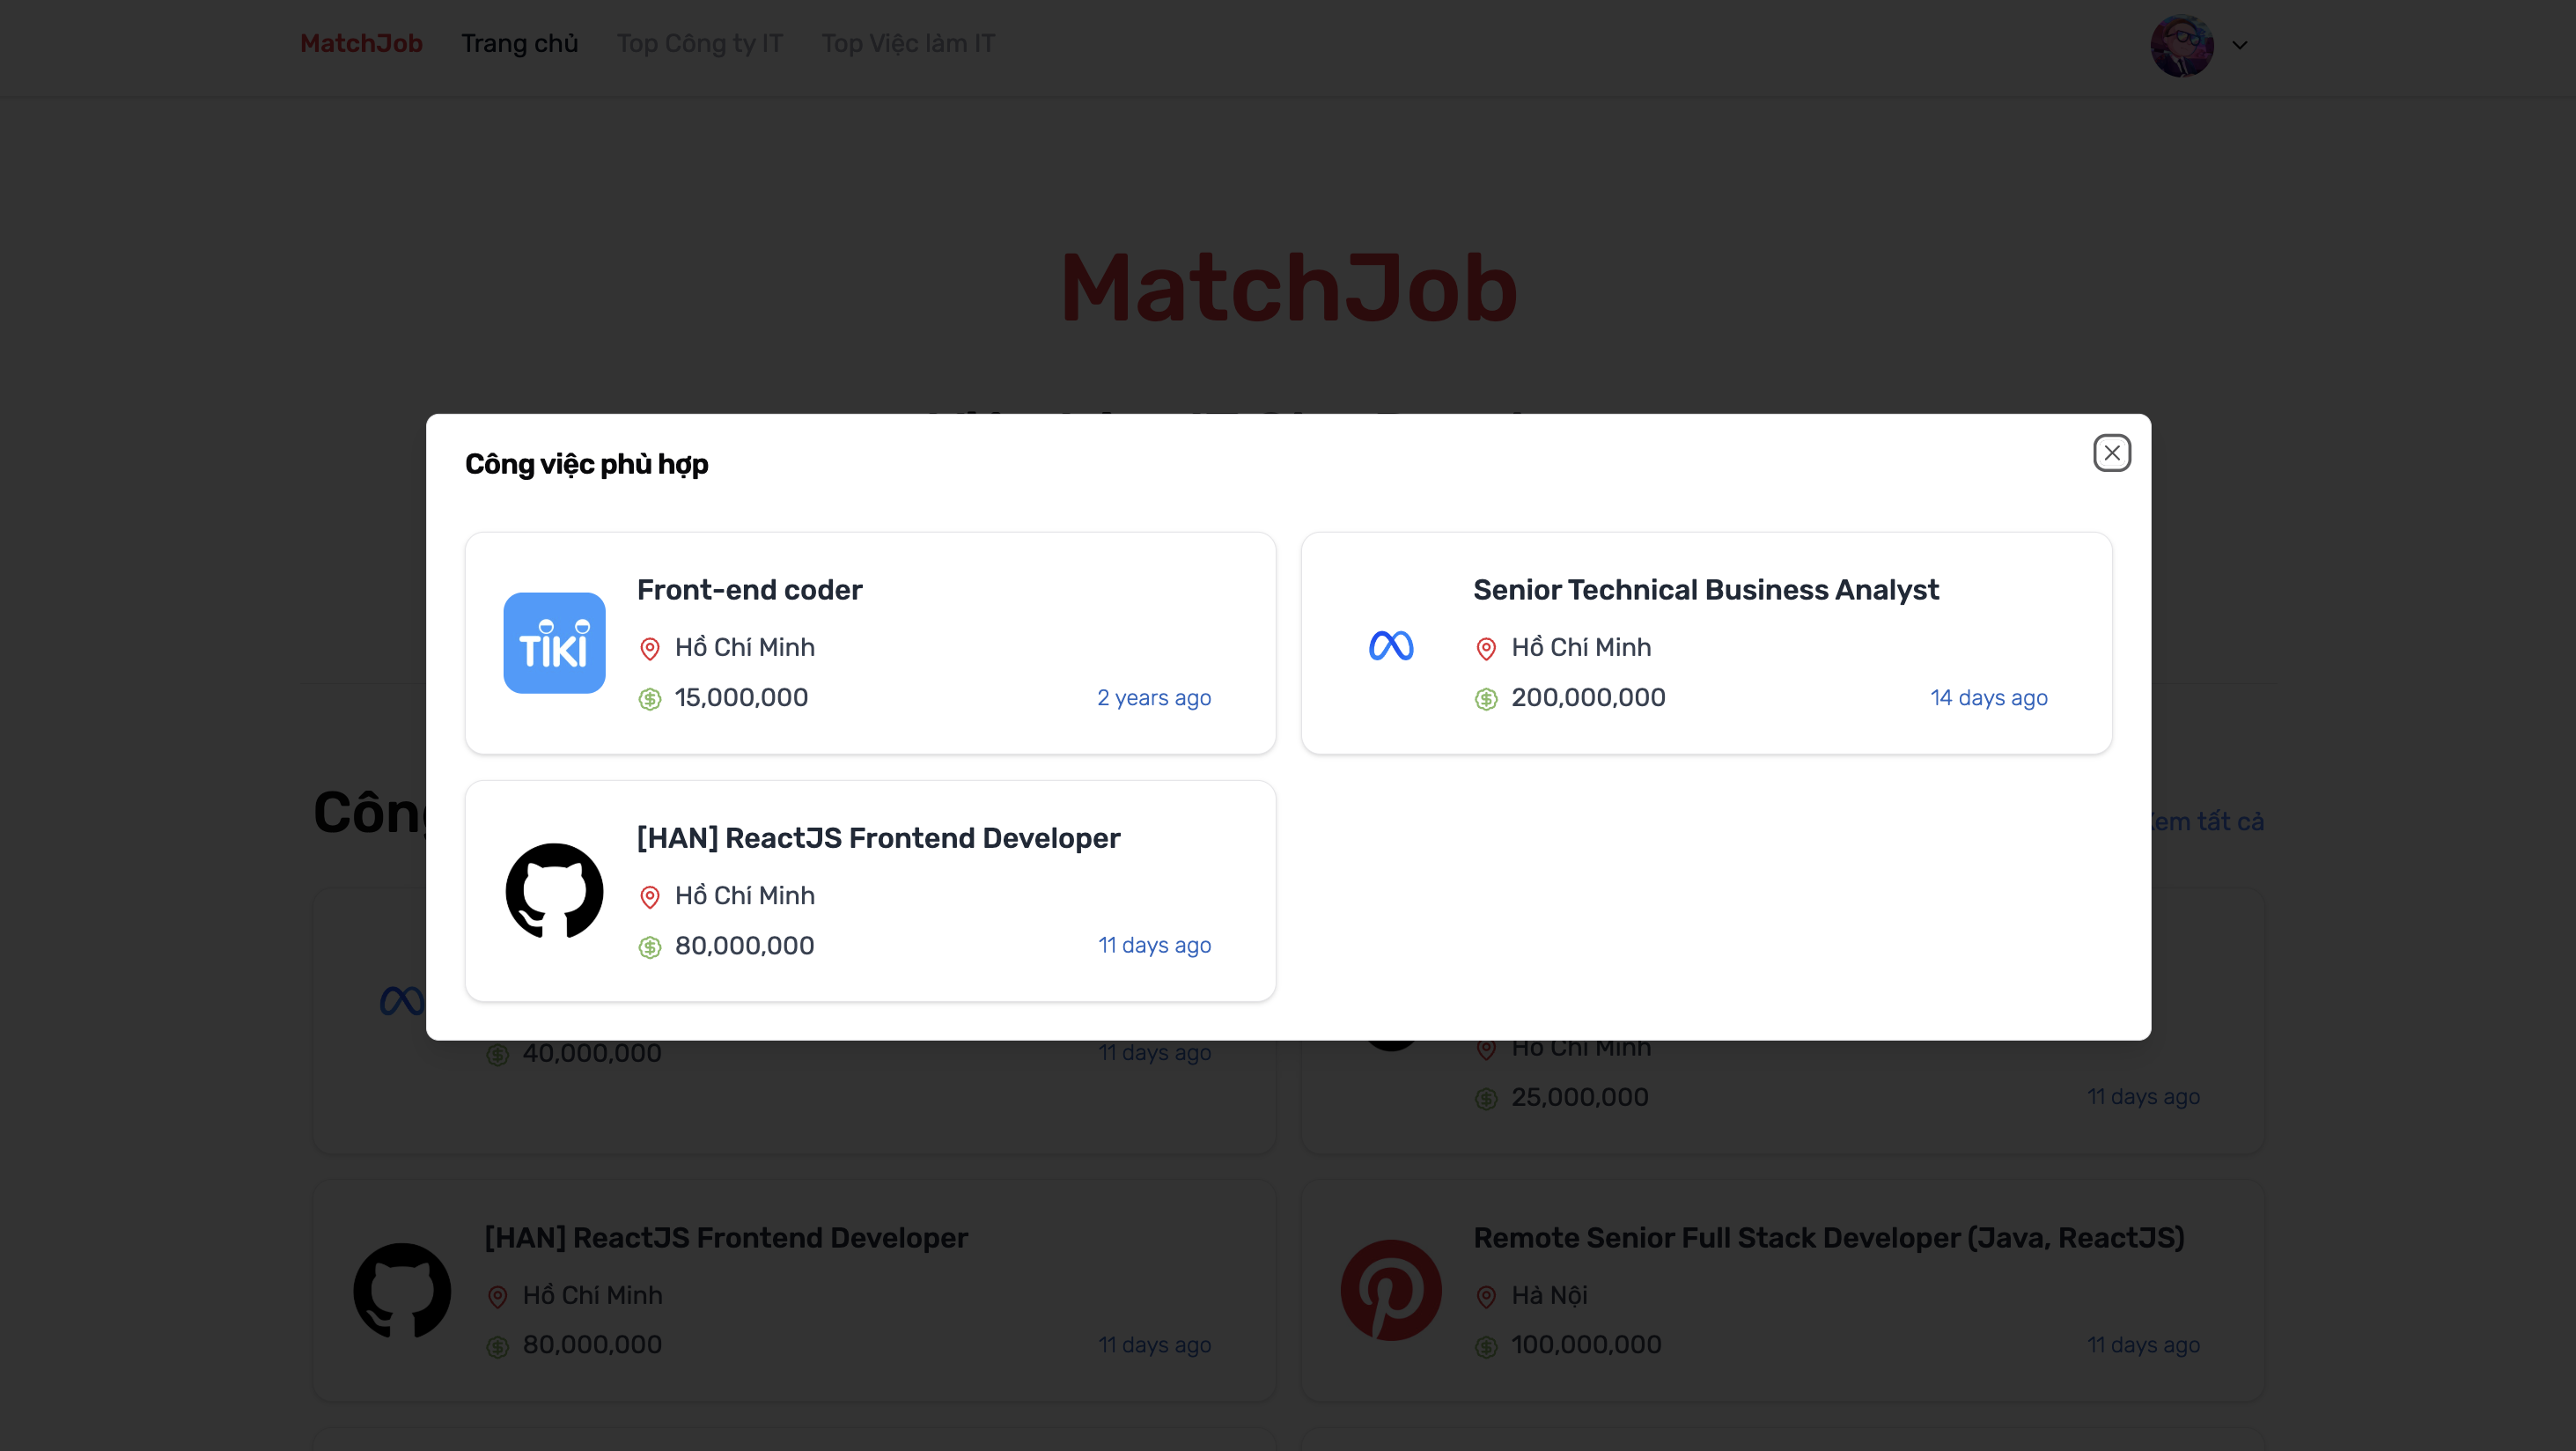 MatchJob Trang chủ Top Công ty IT Top Việc làm IT
MatchJob
Công việc phù hợp
TIKI
Front-end coder
Hồ Chí Minh
15,000,000 2 years ago
Senior Technical Business Analyst
Hồ Chí Minh
200,000,000 14 days ago
[HAN] ReactJS Frontend Developer
Hồ Chí Minh
80,000,000 11 days ago
tất cả
40,000,000 11 days ago
Hồ Chí Minh
25,000,000 11 days ago
[HAN] ReactJS Frontend Developer
Hồ Chí Minh
80,000,000 11 days ago
Remote Senior Full Stack Developer (Java, ReactJS)
Hà Nội
100,000,000 11 days ago